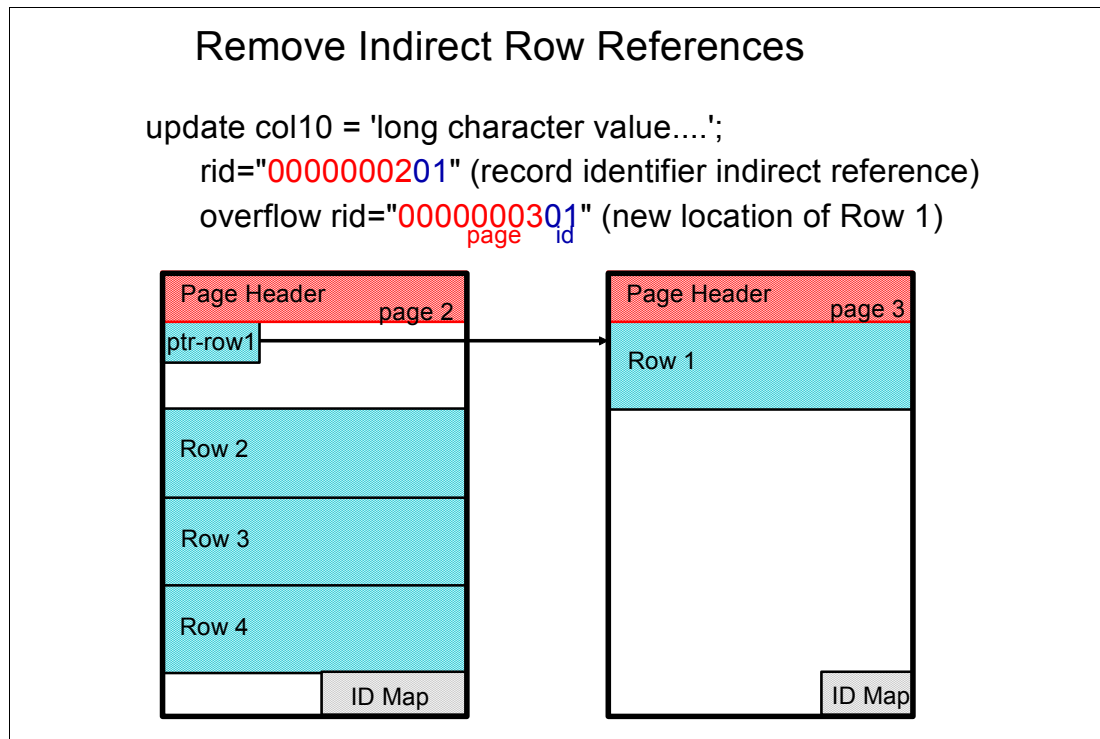 Remove Indirect Row References
update col10 = 'long character value....';
rid="0000000201" (record identifier indirect reference)
overflow rid="0000000301" (new location of Row 1)
page id
Page Header
page 2
ptr-row1
Row 2
Row 3
Row 4
ID Map
Page Header
page 3
Row 1
ID Map